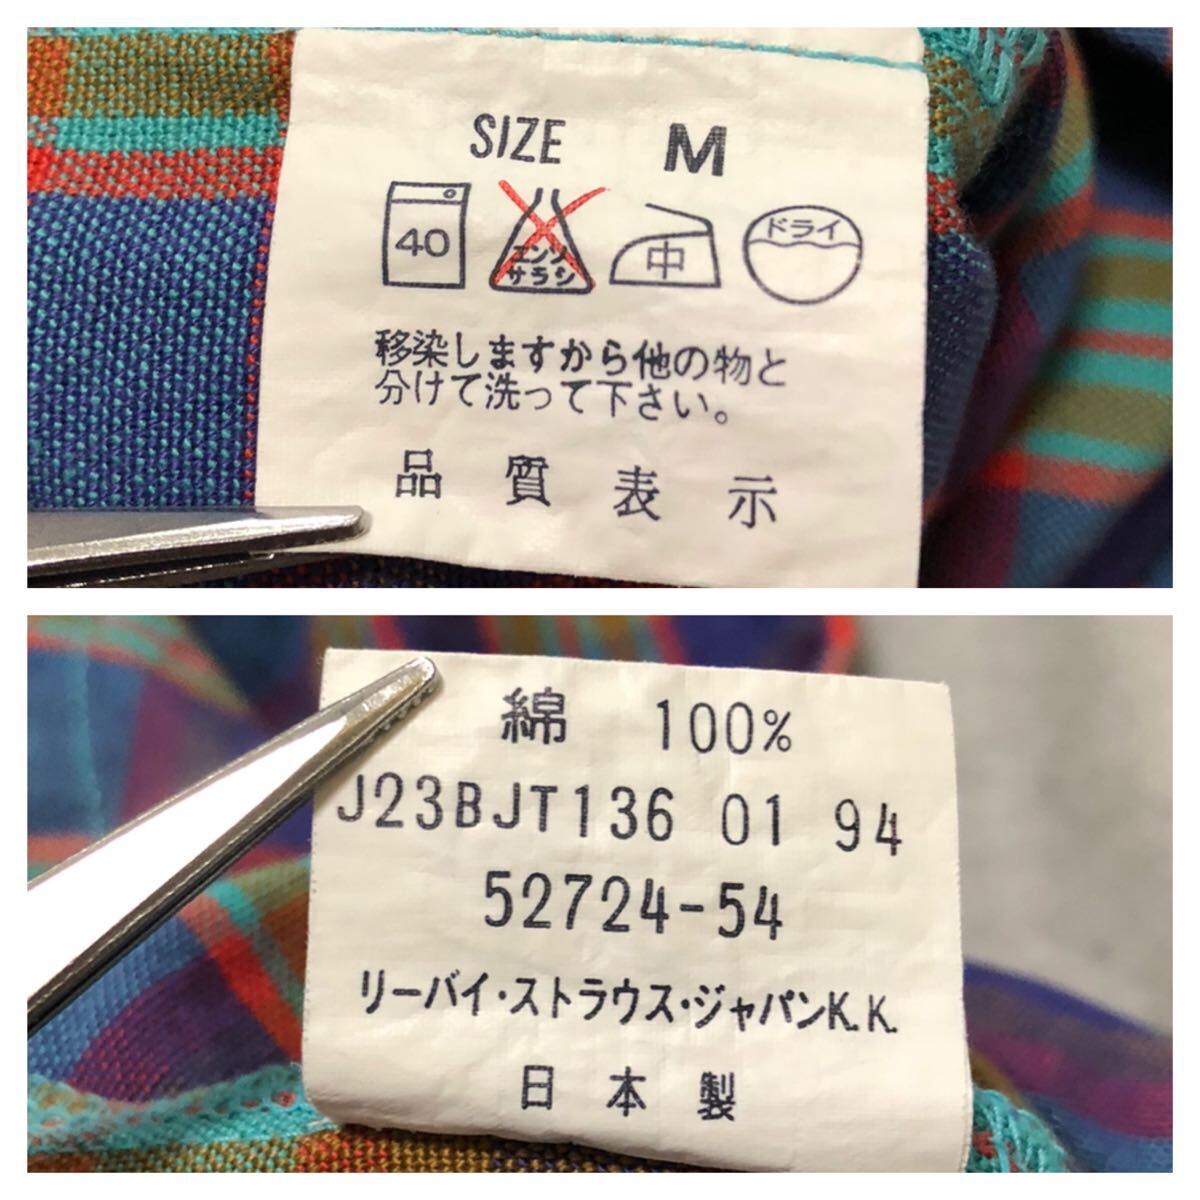 SIZE M
40 エンソサラシ 中 ドライ
移染しますから他の物と
分けて洗って下さい。
品質表示
綿 100%
J23BJT136 01 94
52724-54
リーバイ・ストラウス・ジャパンK.K.
日本製